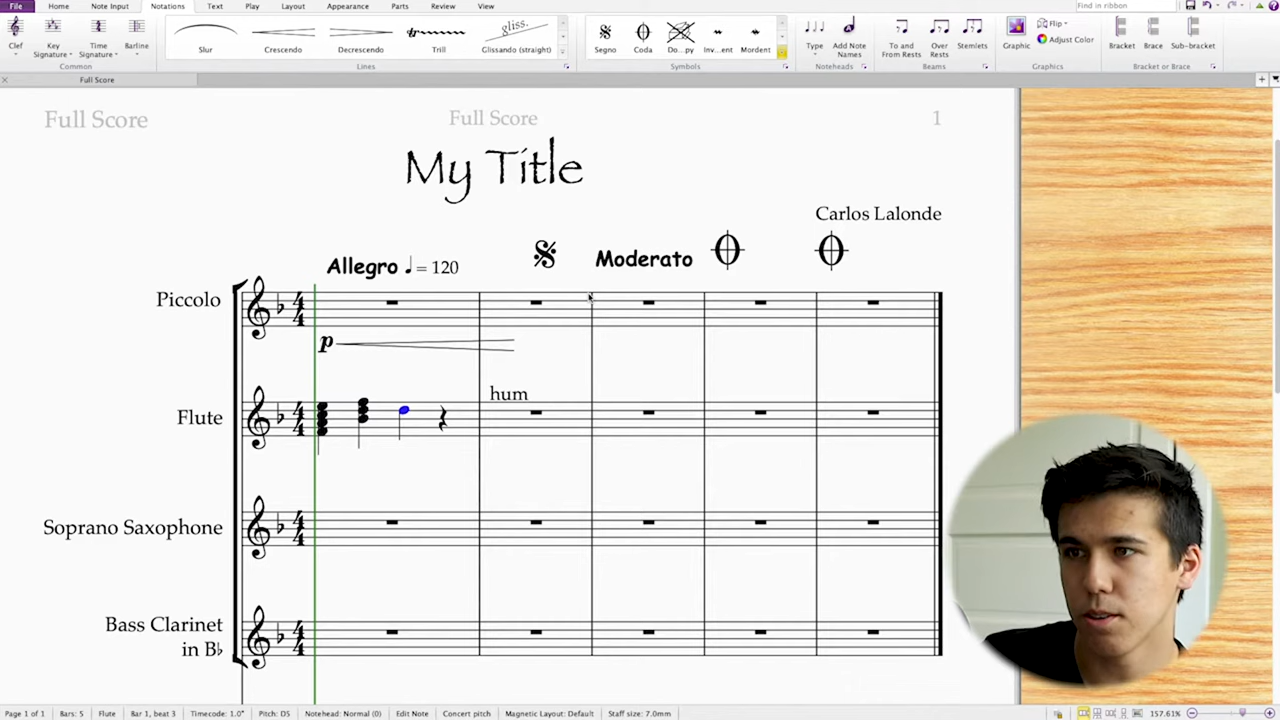 File Home Note Input Notations Text Play Layout Appearance Parts Review View Find in ribbon
Clef Key Signature Time Signature Barline Slur Crescendo Decrescendo Trill Glissando (straight) Segno Coda Do...py Inv...ent Mordent Type Add Note Names To and From Rests Over Rests Stemlets Graphic Flip Adjust Color Bracket Brace Sub-bracket
gliss.
Common Lines Symbols Noteheads Beams Graphics Bracket or Brace
Full Score
Full Score Full Score 1
My Title
Carlos Lalonde
Allegro = 120 Moderato
Piccolo
p
hum
Flute
Soprano Saxophone
Bass Clarinet
in B♭
Page 1 of 1 Bars: 5 Flute Bar 1, beat 3 Timecode: 1.0" Pitch: D5 Notehead: Normal (0) Edit Note Concert pitch Magnetic Layout: Default Staff size: 7.0mm 157.61%